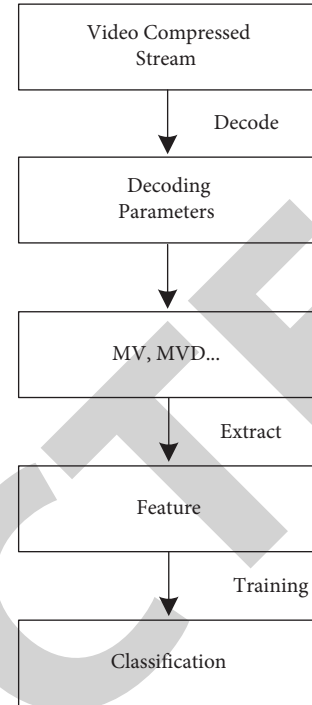 Video Compressed
Stream
Decode
Decoding
Parameters
MV, MVD...
Extract
Feature
Training
Classification